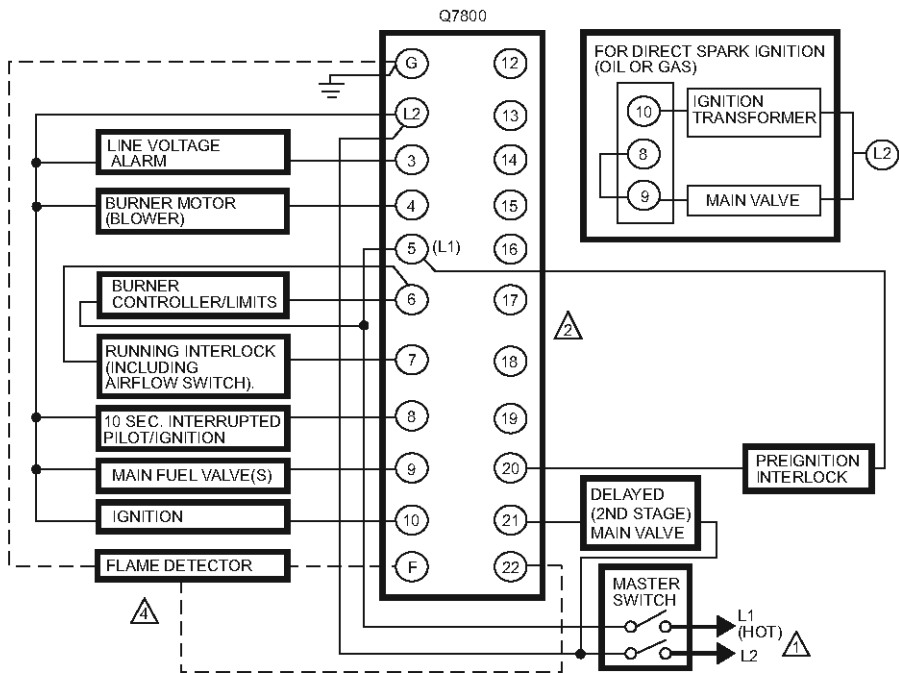 Q7800
G
12
L2
13
LINE VOLTAGE
ALARM
3
14
BURNER MOTOR
(BLOWER)
4
15
5
(L1)
16
BURNER
CONTROLLER/LIMITS
6
17
2
RUNNING INTERLOCK
(INCLUDING
AIRFLOW SWITCH).
7
18
10 SEC. INTERRUPTED
PILOT/IGNITION
8
19
MAIN FUEL VALVE(S)
9
20
IGNITION
10
21
FLAME DETECTOR
F
22
4
FOR DIRECT SPARK IGNITION
(OIL OR GAS)
10
IGNITION
TRANSFORMER
8
L2
9
MAIN VALVE
PREIGNITION
INTERLOCK
DELAYED
(2ND STAGE)
MAIN VALVE
MASTER
SWITCH
L1
(HOT)
1
L2